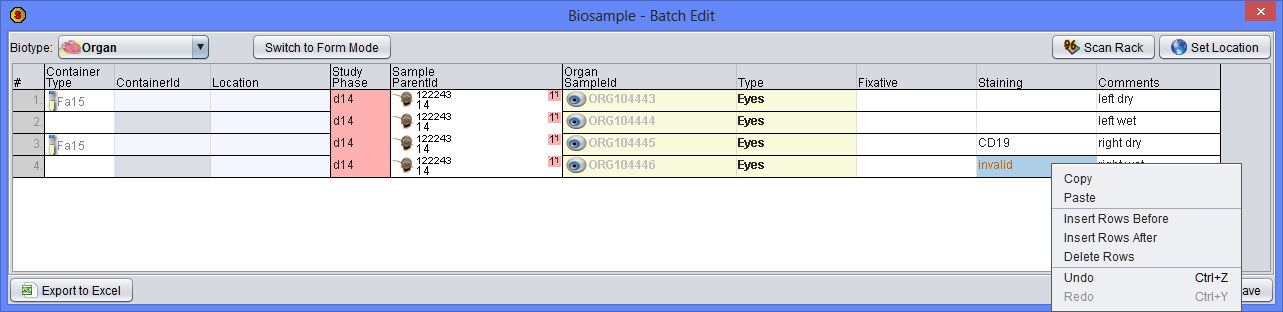 Biosample - Batch Edit
Biotype: Organ Switch to Form Mode Scan Rack Set Location
# Container Type ContainerId Location Study Phase Sample ParentId Organ SampleId Type Fixative Staining Comments
1. Fa15 d14 122243 14 ORG104443 Eyes left dry
2. d14 122243 14 ORG104444 Eyes left wet
3. Fa15 d14 122243 14 ORG104445 Eyes CD19 right dry
4. d14 122243 14 ORG104446 Eyes invalid right wet
Copy
Paste
Insert Rows Before
Insert Rows After
Delete Rows
Undo Ctrl+Z
Redo Ctrl+Y
Export to Excel ave